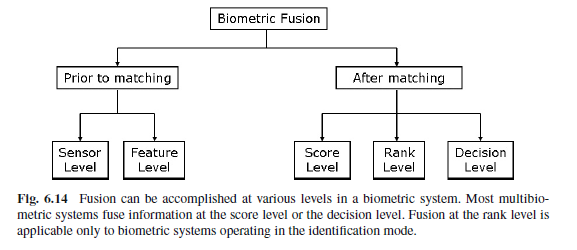 Biometric Fusion
Prior to matching
After matching
Sensor
Level
Feature
Level
Score
Level
Rank
Level
Decision
Level
Fig. 6.14 Fusion can be accomplished at various levels in a biometric system. Most multibio-
metric systems fuse information at the score level or the decision level. Fusion at the rank level is
applicable only to biometric systems operating in the identification mode.